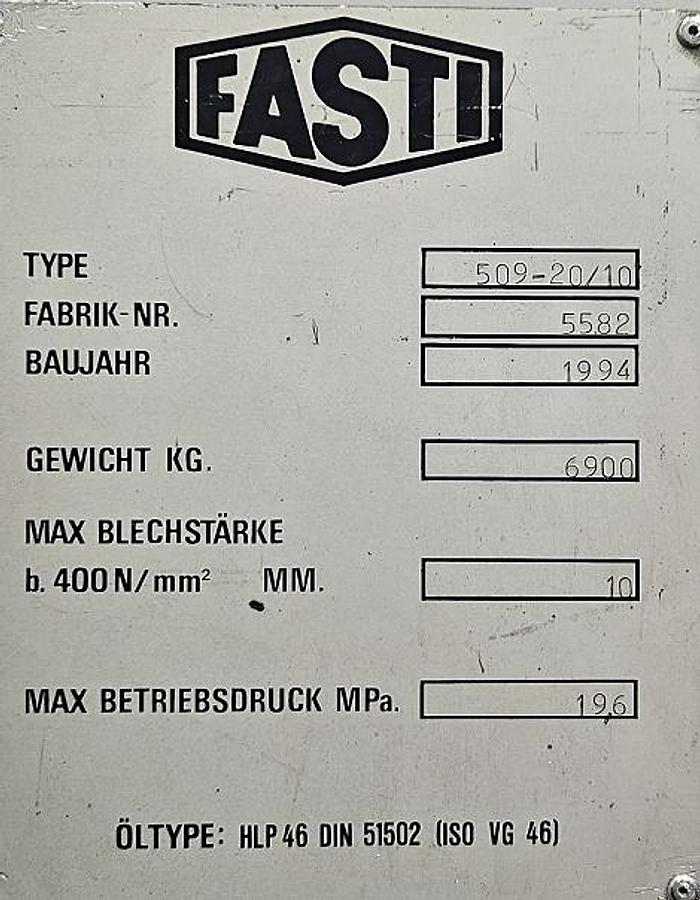 FASTI
TYPE 509-20/10
FABRIK-NR. 5582
BAUJAHR 1994
GEWICHT KG. 6900
MAX BLECHSTÄRKE
b. 400 N/mm² MM. 10
MAX BETRIEBSDRUCK MPa. 19,6
ÖLTYPE: HLP 46 DIN 51502 (ISO VG 46)